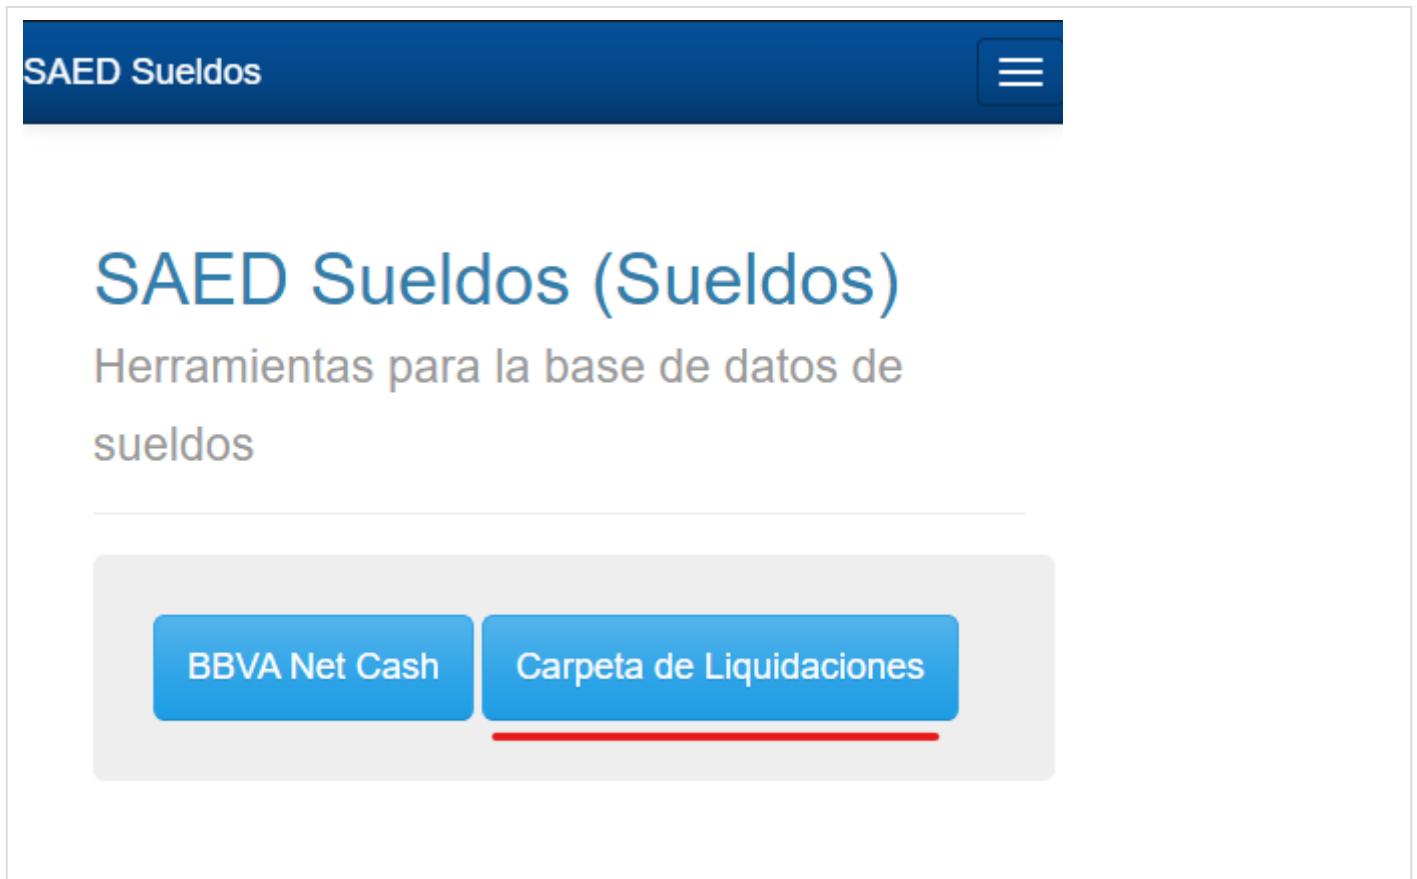 SAED Sueldos
SAED Sueldos (Sueldos)
Herramientas para la base de datos de
sueldos
BBVA Net Cash
Carpeta de Liquidaciones